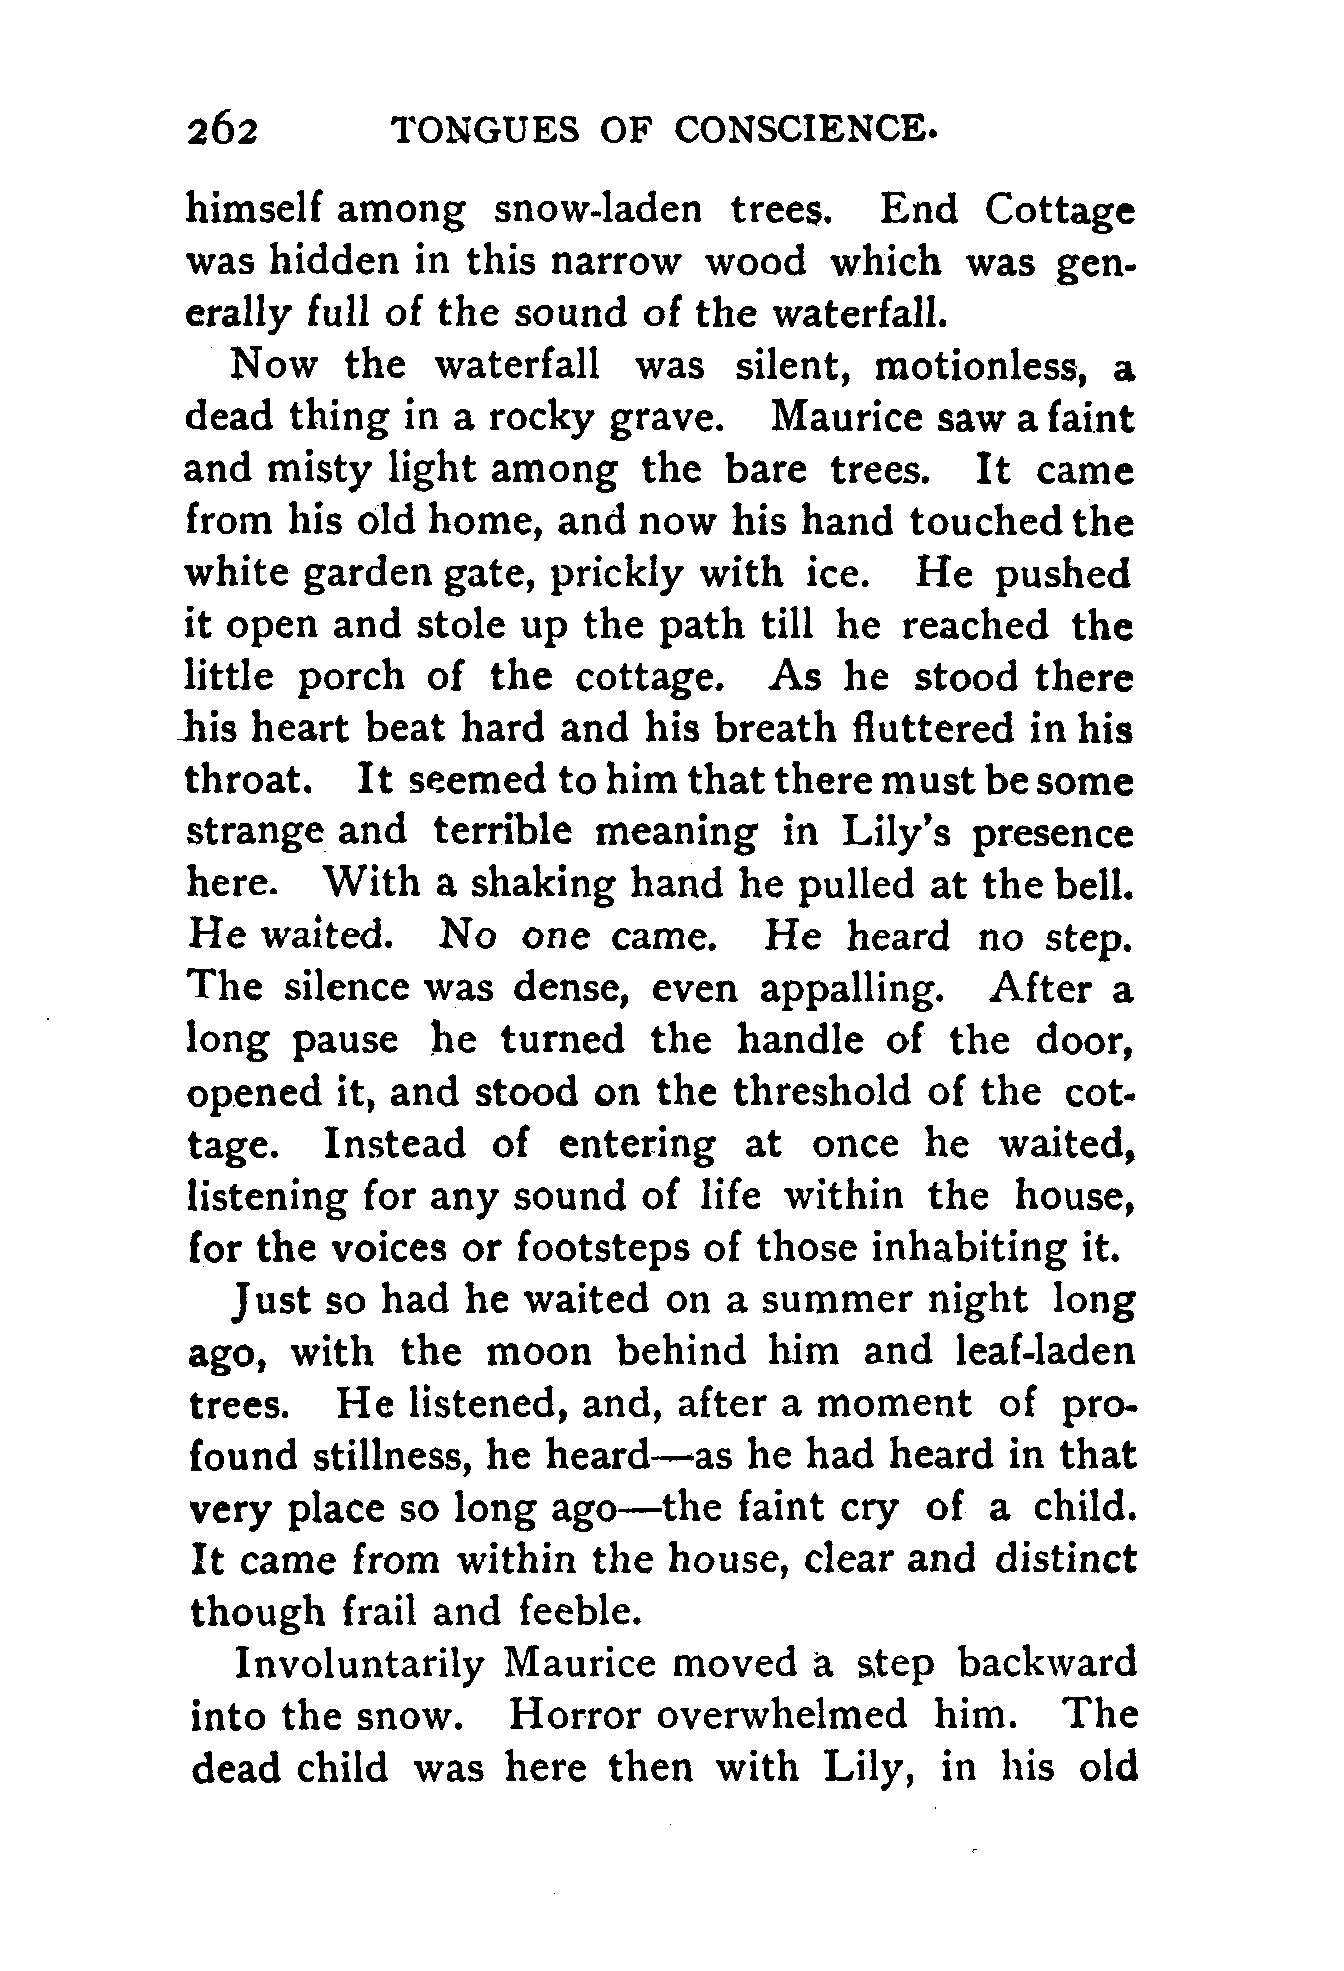 262 TONGUES OF CONSCIENCE.
himself among snow-laden trees. End Cottage
was hidden in this narrow wood which was gen-
erally full of the sound of the waterfall.
Now the waterfall was silent, motionless, a
dead thing in a rocky grave. Maurice saw a faint
and misty light among the bare trees. It came
from his old home, and now his hand touched the
white garden gate, prickly with ice. He pushed
it open and stole up the path till he reached the
little porch of the cottage. As he stood there
his heart beat hard and his breath fluttered in his
throat. It seemed to him that there must be some
strange and terrible meaning in Lily's presence
here. With a shaking hand he pulled at the bell.
He waited. No one came. He heard no step.
The silence was dense, even appalling. After a
long pause he turned the handle of the door,
opened it, and stood on the threshold of the cot-
tage. Instead of entering at once he waited,
listening for any sound of life within the house,
for the voices or footsteps of those inhabiting it.
Just so had he waited on a summer night long
ago, with the moon behind him and leaf-laden
trees. He listened, and, after a moment of pro-
found stillness, he heard—as he had heard in that
very place so long ago—the faint cry of a child.
It came from within the house, clear and distinct
though frail and feeble.
Involuntarily Maurice moved a step backward
into the snow. Horror overwhelmed him. The
dead child was here then with Lily, in his old